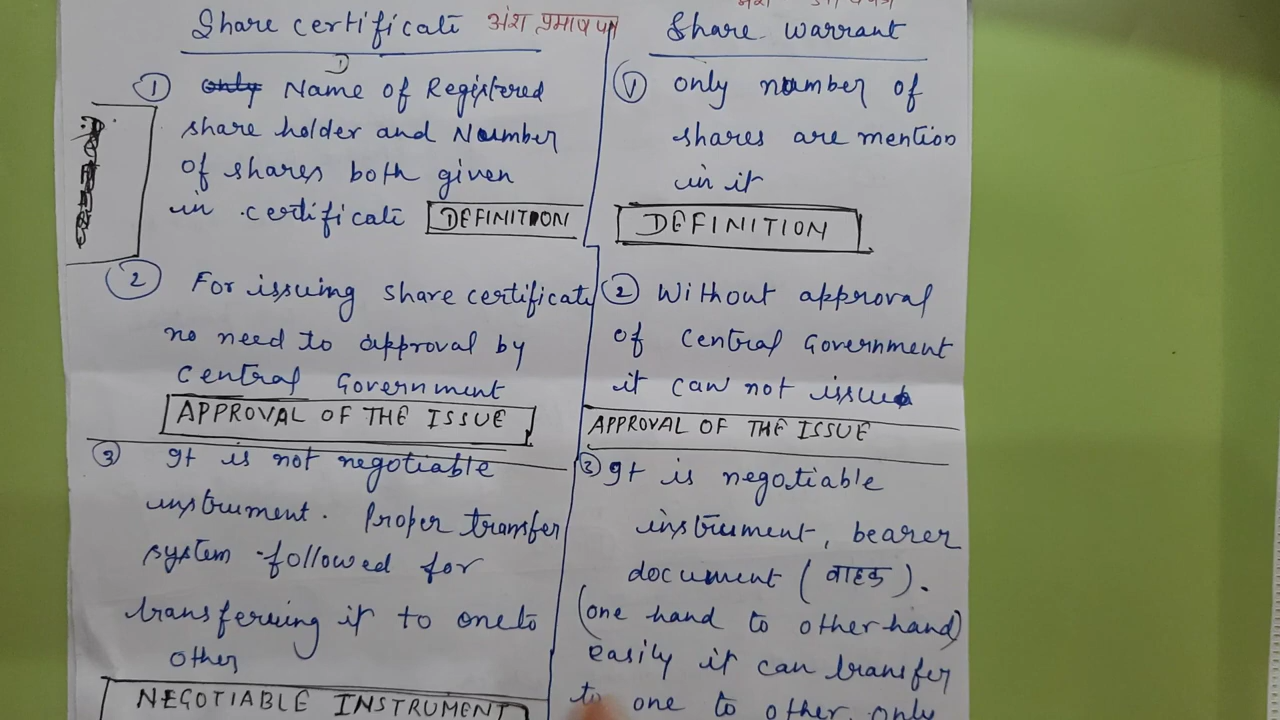 Share certificate अंश प्रमाण पत्र
① Name of Registered
share holder and Number
of shares both given
in certificate DEFINITION
② For issuing share certificate
no need to approval by
Central Government
APPROVAL OF THE ISSUE
③ It is not negotiable
instrument. Proper transfer
system followed for
transferring it to one to
other
NEGOTIABLE INSTRUMENT
Share warrant
① only number of
shares are mention
in it
DEFINITION
② Without approval
of Central Government
it can not issue
APPROVAL OF THE ISSUE
③ It is negotiable
instrument, bearer
document (वाहक).
(one hand to other hand)
easily it can transfer
to one to other only